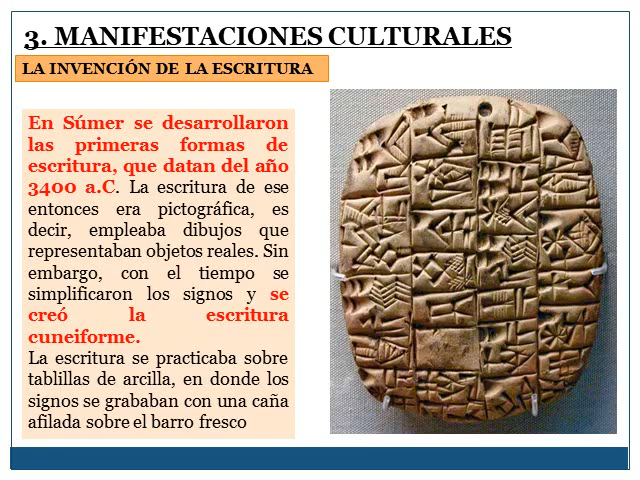 3. MANIFESTACIONES CULTURALES
LA INVENCIÓN DE LA ESCRITURA
En Súmer se desarrollaron
las primeras formas de
escritura, que datan del año
3400 a.C. La escritura de ese
entonces era pictográfica, es
decir, empleaba dibujos que
representaban objetos reales. Sin
embargo, con el tiempo se
simplificaron los signos y se
creó la escritura
cuneiforme.
La escritura se practicaba sobre
tablillas de arcilla, en donde los
signos se grababan con una caña
afilada sobre el barro fresco